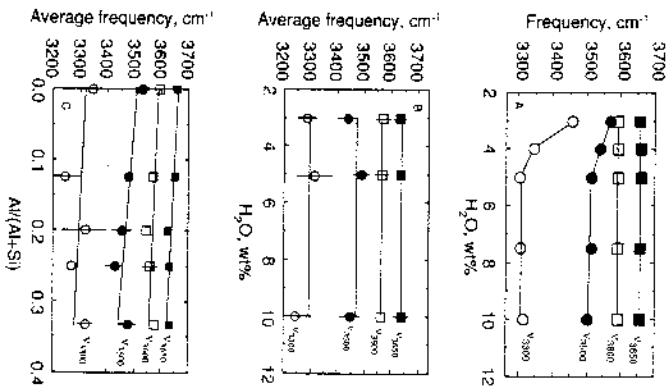 Frequency, cm⁻¹
3300 3400 3500 3600 3700
A
2 4 6 8 10 12
H₂O, wt%
ν₃₆₅₀
ν₃₆₀₀
ν₃₅₀₀
ν₃₃₀₀
Average frequency, cm⁻¹
3300 3400 3500 3600
B
2 4 6 8 10 12
H₂O, wt%
ν₃₆₅₀
ν₃₆₀₀
ν₃₅₀₀
ν₃₃₀₀
Average frequency, cm⁻¹
3200 3300 3400 3500 3600 3700
C
0.0 0.1 0.2 0.3 0.4
Al/(Al+Si)
ν₃₆₅₀
ν₃₆₀₀
ν₃₅₀₀
ν₃₃₀₀